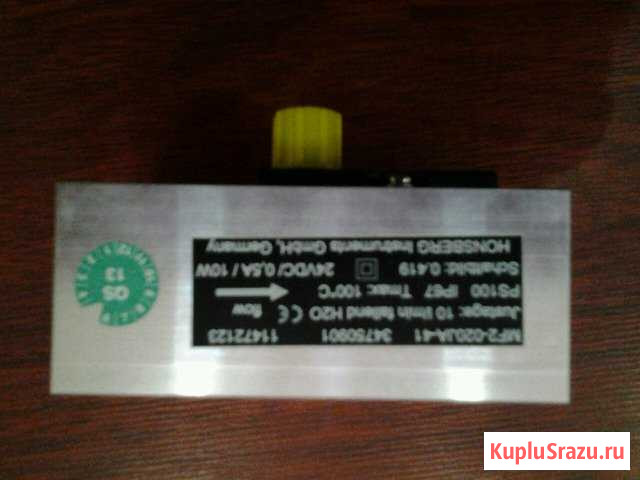 MF2-020JA-41 34750901 11472123
Justage: 10 l/min fallend H2O CE flow
PS100 IP67 Tmax: 100°C
Schaltbild: 0.419 24VDC/ 0,5A / 10W
HONSBERG Instruments GmbH, Germany
QS
13
KupluSrazu.ru